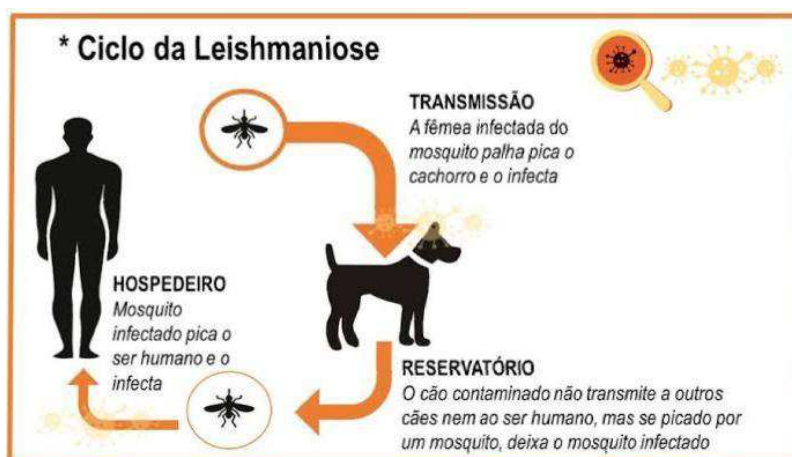 * Ciclo da Leishmaniose
TRANSMISSÃO
A fêmea infectada do
mosquito palha pica o
cachorro e o infecta
HOSPEDEIRO
Mosquito
infectado pica o
ser humano e o
infecta
RESERVATÓRIO
O cão contaminado não transmite a outros
cães nem ao ser humano, mas se picado por
um mosquito, deixa o mosquito infectado